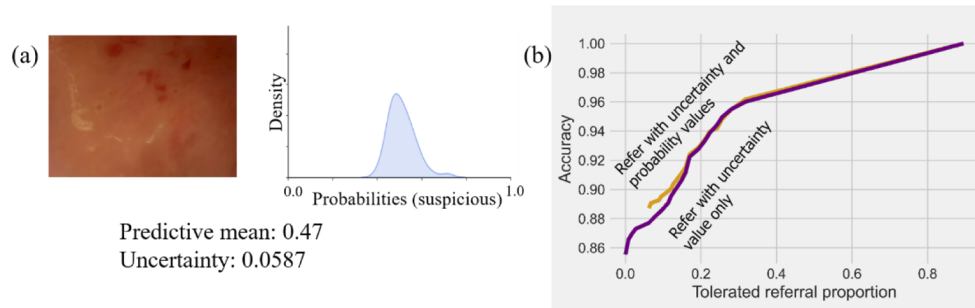 (a)
Density
0.0
1.0
Probabilities (suspicious)
Predictive mean: 0.47
Uncertainty: 0.0587
(b)
Accuracy
1.00
0.98
0.96
0.94
0.92
0.90
0.88
0.86
Refer with uncertainty and
probability values
Refer with uncertainty
value only
0.0
0.2
0.4
0.6
0.8
Tolerated referral proportion